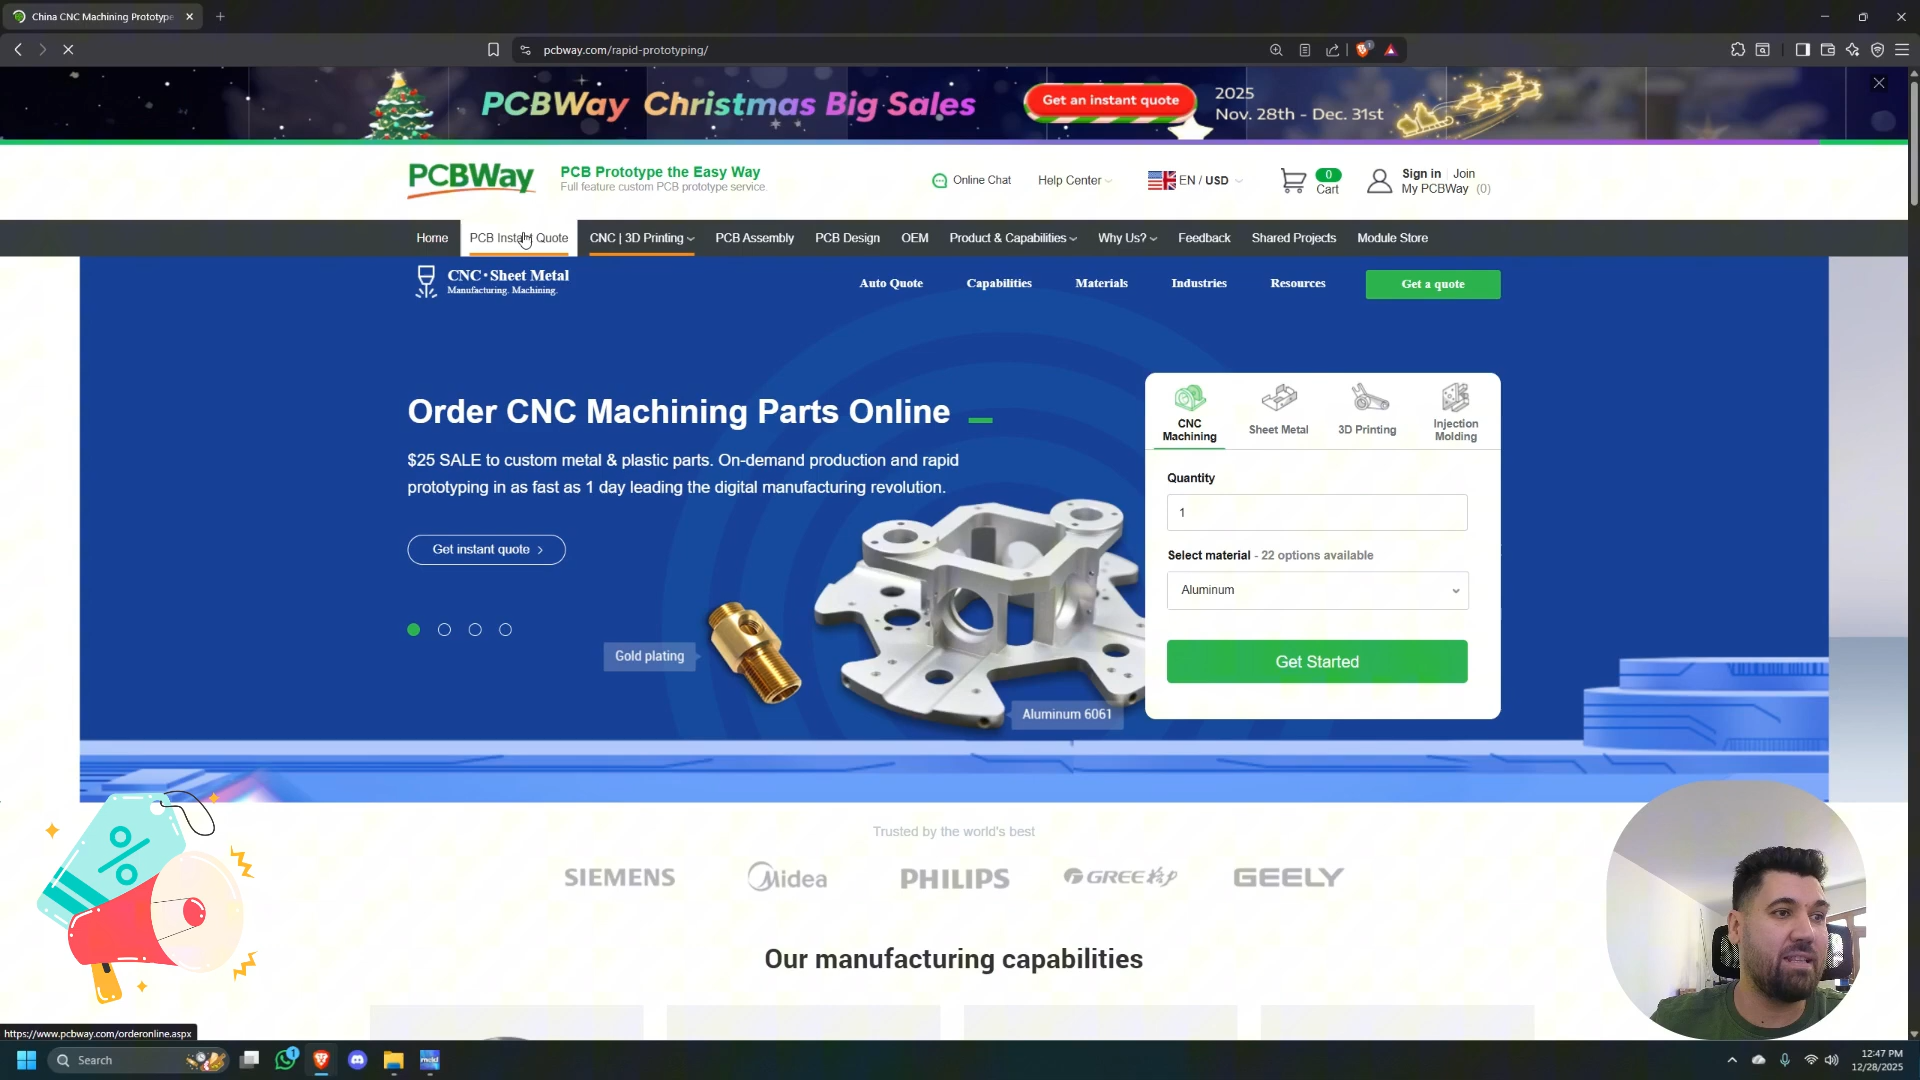 China CNC Machining Prototype
pcbway.com/rapid-prototyping/
PCBWay Christmas Big Sales
Get an instant quote
2025
Nov. 28th - Dec. 31st
PCBWay
PCB Prototype the Easy Way
Full feature custom PCB prototype service.
Online Chat
Help Center
EN / USD
0
Cart
Sign in
Join
My PCBWay (0)
Home
PCB Instant Quote
CNC | 3D Printing
PCB Assembly
PCB Design
OEM
Product & Capabilities
Why Us?
Feedback
Shared Projects
Module Store
CNC·Sheet Metal
Manufacturing. Machining.
Auto Quote
Capabilities
Materials
Industries
Resources
Get a quote
Order CNC Machining Parts Online
$25 SALE to custom metal & plastic parts. On-demand production and rapid
prototyping in as fast as 1 day leading the digital manufacturing revolution.
Get instant quote >
Gold plating
Aluminum 6061
CNC
Machining
Sheet Metal
3D Printing
Injection
Molding
Quantity
1
Select material - 22 options available
Aluminum
Get Started
Trusted by the world's best
SIEMENS
Midea
PHILIPS
GREE格力
GEELY
Our manufacturing capabilities
%
https://www.pcbway.com/orderonline.aspx
Search
12:47 PM
12/28/2025